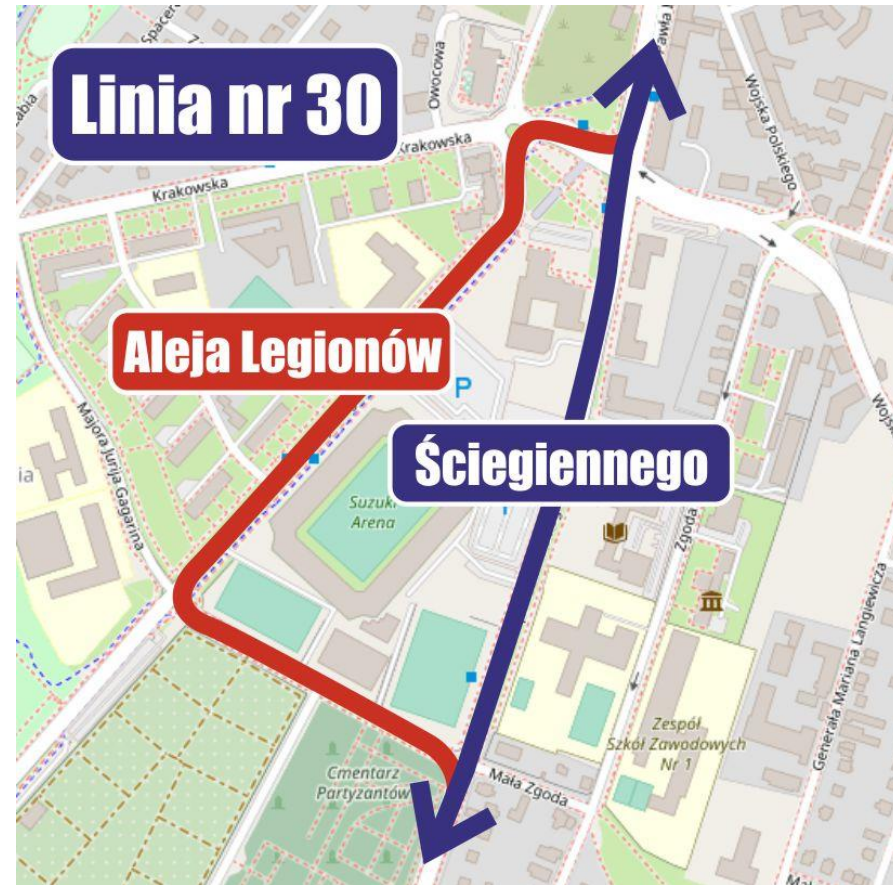 Linia nr 30
Owocowa
Krakowska
Krakowska
Wojska Polskiego
Aleja Legionów
P
Majora Jurija Gagarina
Ściegiennego
Suzuki
Arena
Zgoda
Generała Mariana Langiewicza
Zespół
Szkół Zawodowych
Nr 1
Cmentarz
Partyzantów
Mała Zgoda